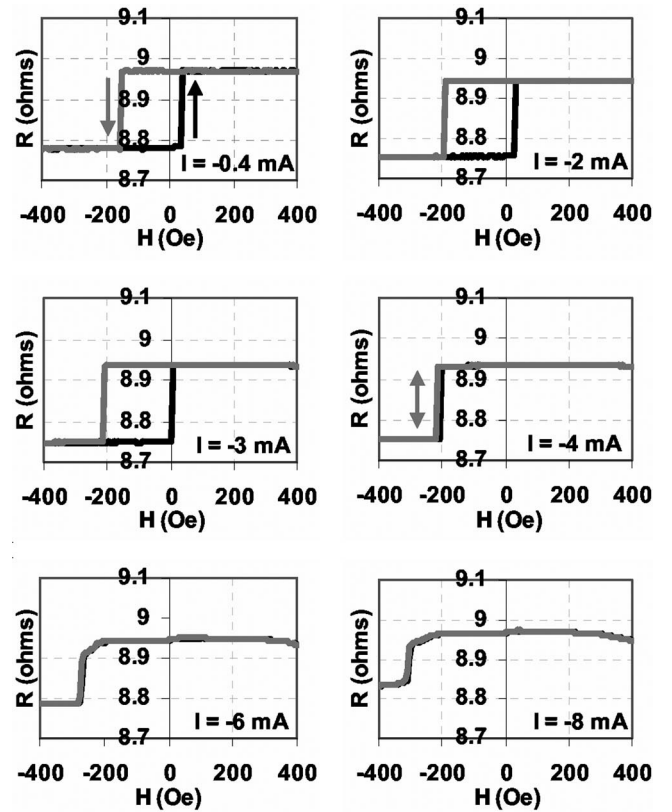 9.1
9
8.9
8.8
8.7
R (ohms)
I = -0.4 mA
-400 -200 0 200 400
H (Oe)
9.1
9
8.9
8.8
8.7
R (ohms)
I = -2 mA
-400 -200 0 200 400
H (Oe)
9.1
9
8.9
8.8
8.7
R (ohms)
I = -3 mA
-400 -200 0 200 400
H (Oe)
9.1
9
8.9
8.8
8.7
R (ohms)
I = -4 mA
-400 -200 0 200 400
H (Oe)
9.1
9
8.9
8.8
8.7
R (ohms)
I = -6 mA
-400 -200 0 200 400
H (Oe)
9.1
9
8.9
8.8
8.7
R (ohms)
I = -8 mA
-400 -200 0 200 400
H (Oe)